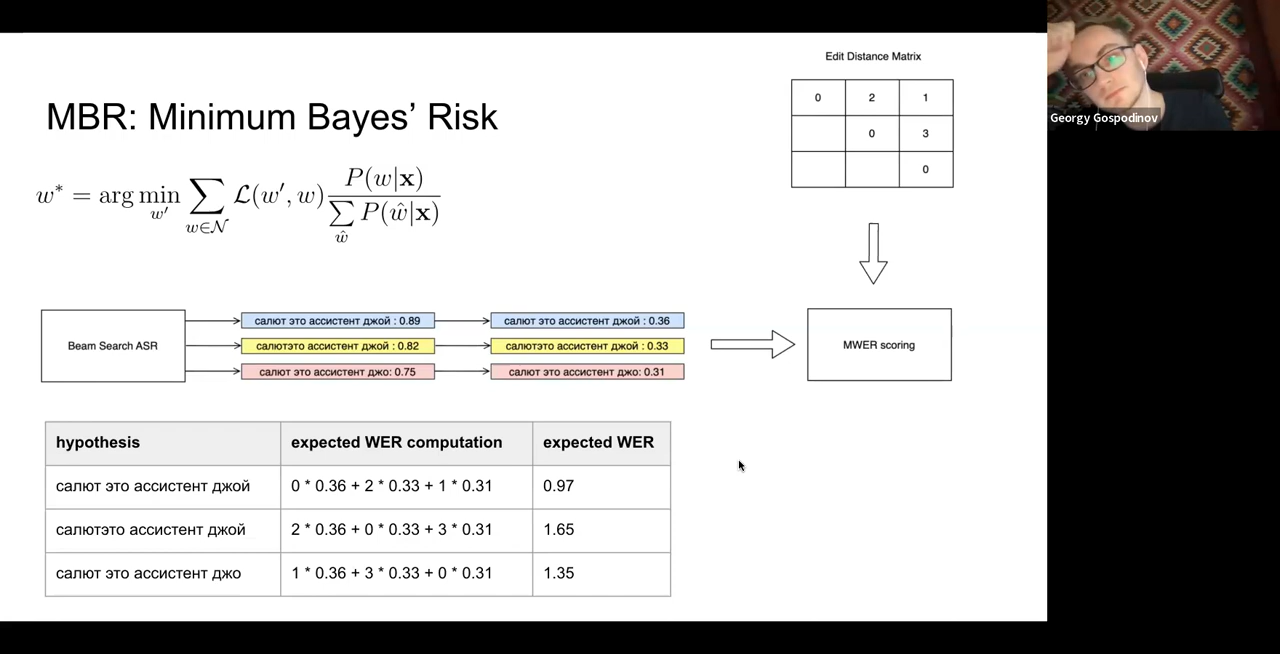 MBR: Minimum Bayes’ Risk
w* = arg min_{w'} \sum_{w∈N} L(w', w) \frac{P(w|x)}{\sum_{ŵ} P(ŵ|x)}
Edit Distance Matrix
0 2 1
0 3
0
Georgy Gospodinov
Beam Search ASR
салют это ассистент джой : 0.89
салют это ассистент джой : 0.36
салютэто ассистент джой : 0.82
салютэто ассистент джой : 0.33
салют это ассистент джо: 0.75
салют это ассистент джо: 0.31
MWER scoring
hypothesis expected WER computation expected WER
салют это ассистент джой 0 * 0.36 + 2 * 0.33 + 1 * 0.31 0.97
салютэто ассистент джой 2 * 0.36 + 0 * 0.33 + 3 * 0.31 1.65
салют это ассистент джо 1 * 0.36 + 3 * 0.33 + 0 * 0.31 1.35